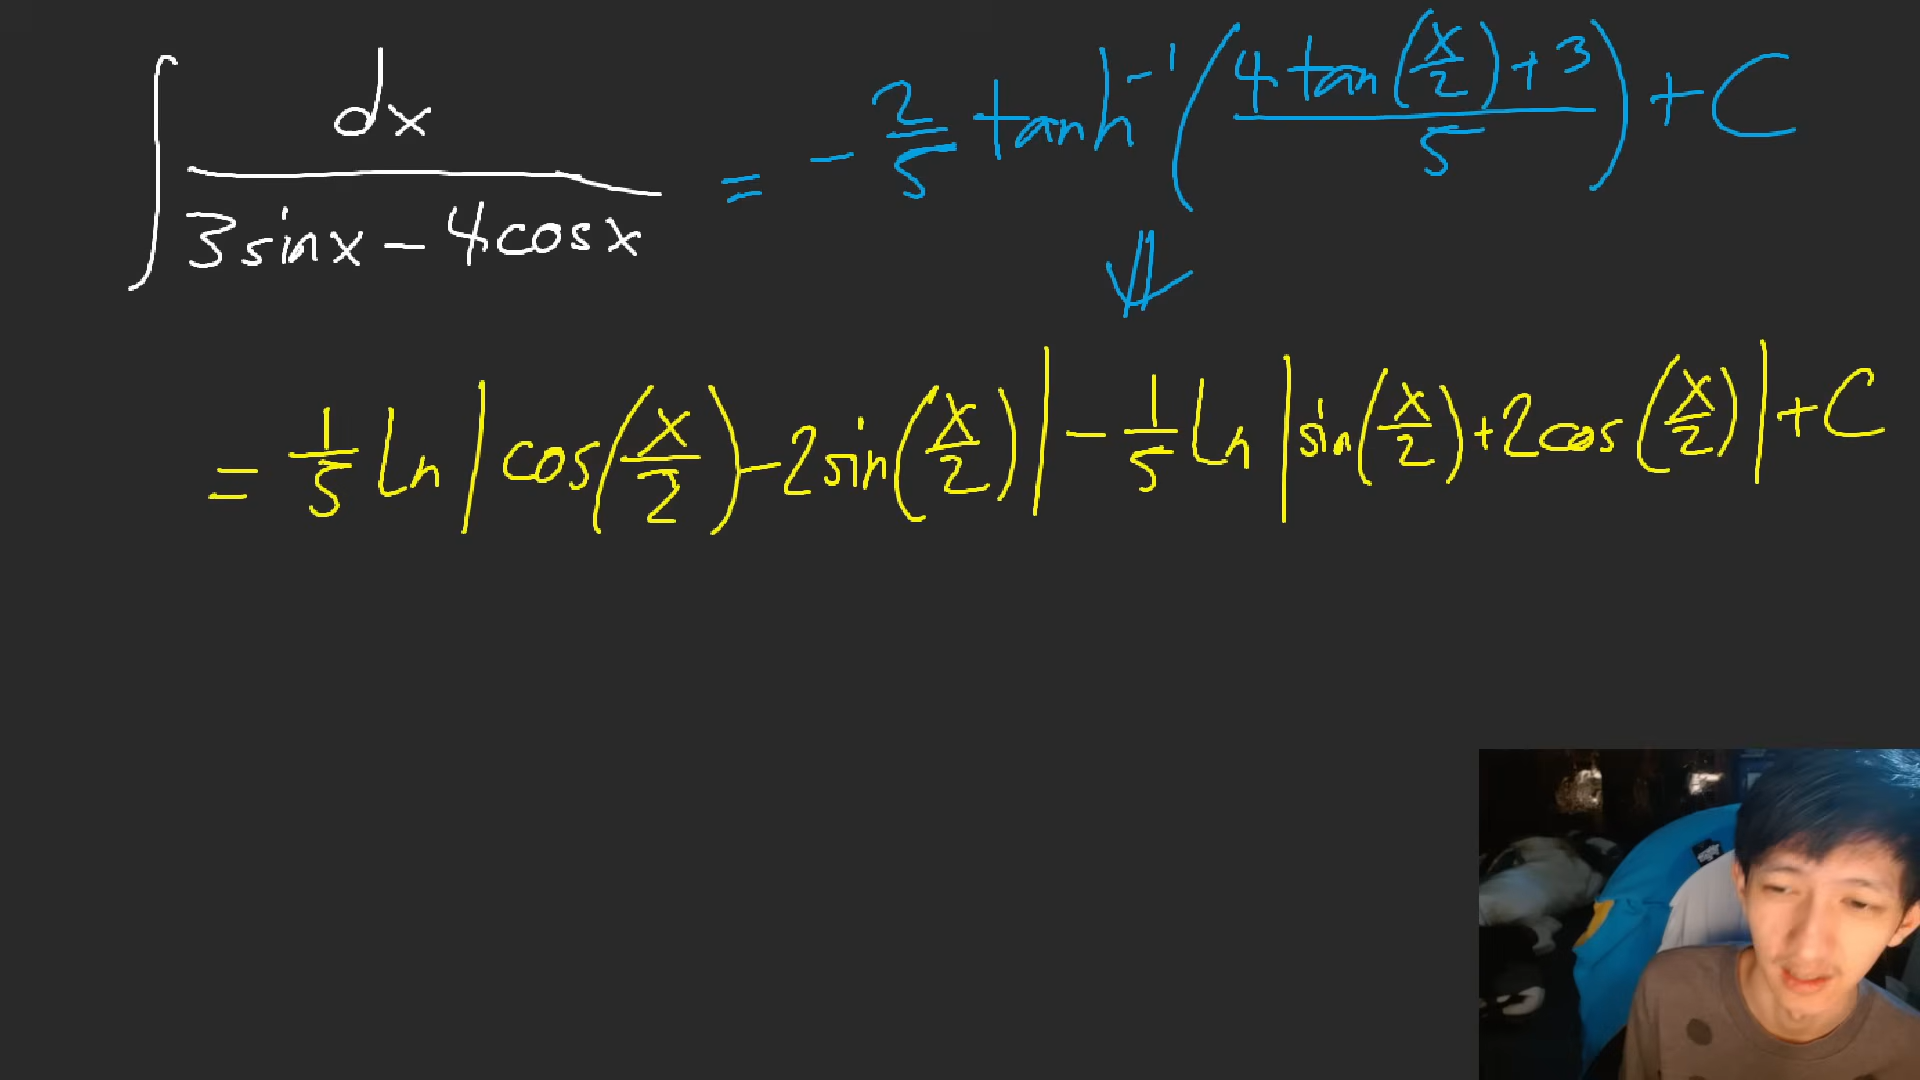 ∫ dx / (3sinx − 4cosx) = −2/5 tanh⁻¹((4tan(x/2)+3)/5) + C
⇓
= 1/5 ln|cos(x/2)−2sin(x/2)| − 1/5 ln|sin(x/2)+2cos(x/2)| + C